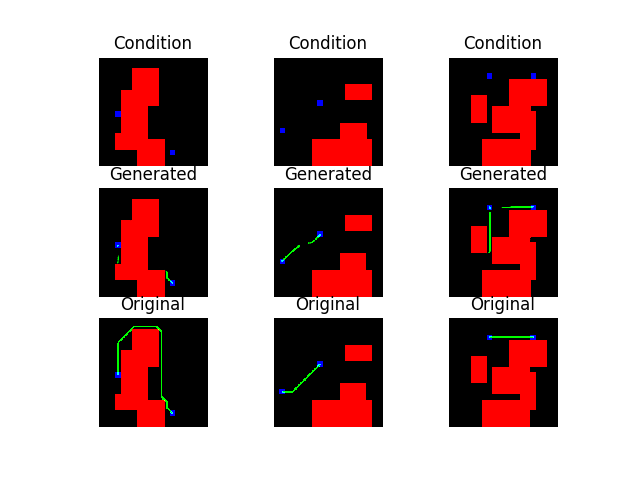 Condition
Condition
Condition
Generated
Generated
Generated
Original
Original
Original